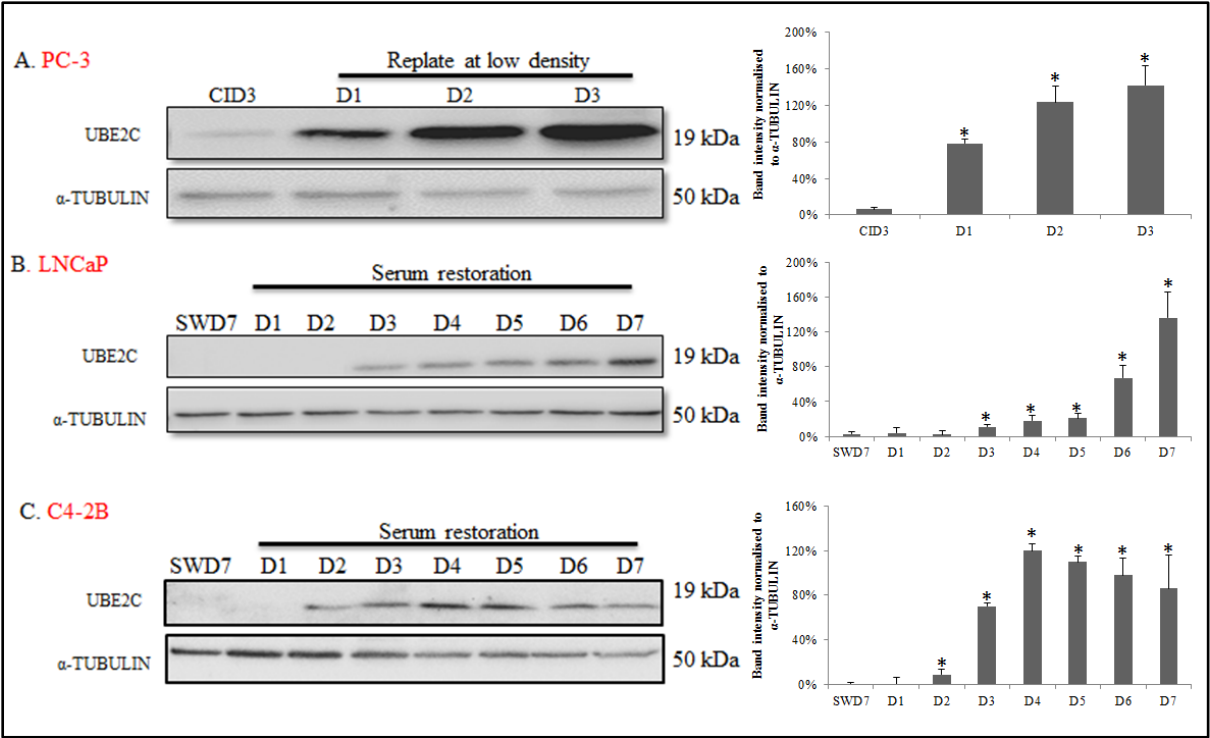 A. PC-3
Replate at low density
CID3 D1 D2 D3
UBE2C
19 kDa
α-TUBULIN
50 kDa
Band intensity normalised
to α-TUBULIN
200%
160%
120%
80%
40%
0%
CID3 D1 D2 D3
* * *
B. LNCaP
Serum restoration
SWD7 D1 D2 D3 D4 D5 D6 D7
UBE2C
19 kDa
α-TUBULIN
50 kDa
Band intensity normalised to
α-TUBULIN
200%
160%
120%
80%
40%
0%
SWD7 D1 D2 D3 D4 D5 D6 D7
* * * * *
C. C4-2B
Serum restoration
SWD7 D1 D2 D3 D4 D5 D6 D7
UBE2C
19 kDa
α-TUBULIN
50 kDa
Band intensity normalised to
α-TUBULIN
160%
120%
80%
40%
0%
SWD7 D1 D2 D3 D4 D5 D6 D7
* * * * * *